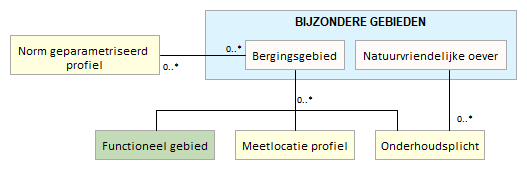 BIJZONDERE GEBIEDEN
Norm geparametriseerd
profiel
0..*
0..*
Bergingsgebied
Natuurvriendelijke oever
0..*
0..*
Functioneel gebied
Meetlocatie profiel
Onderhoudsplicht